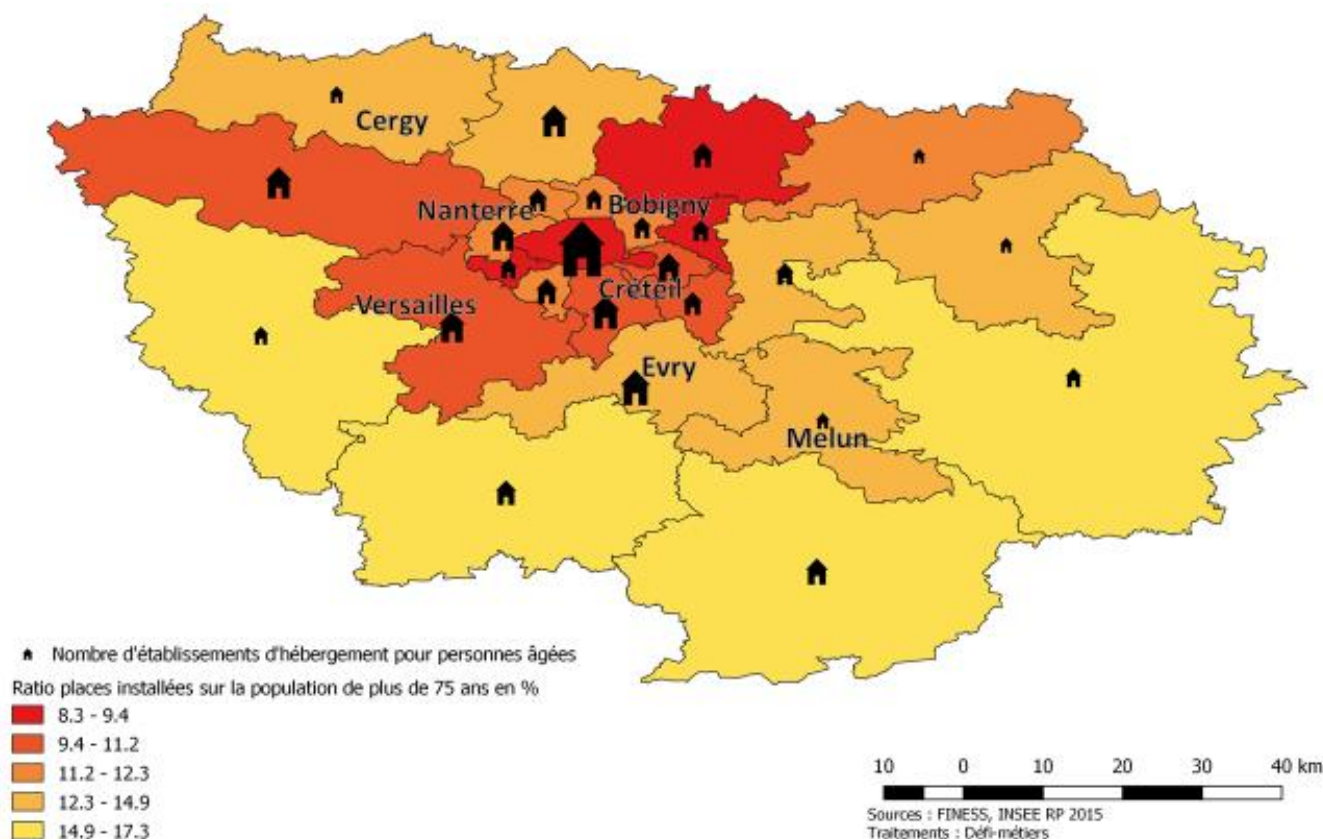 Cergy
Nanterre
Bobigny
Versailles
Créteil
Evry
Melun
Nombre d'établissements d'hébergement pour personnes âgées
Ratio places installées sur la population de plus de 75 ans en %
8.3 - 9.4
9.4 - 11.2
11.2 - 12.3
12.3 - 14.9
14.9 - 17.3
10 0 10 20 30 40 km
Sources : FINESS, INSEE RP 2015
Traitements : Défi-métiers